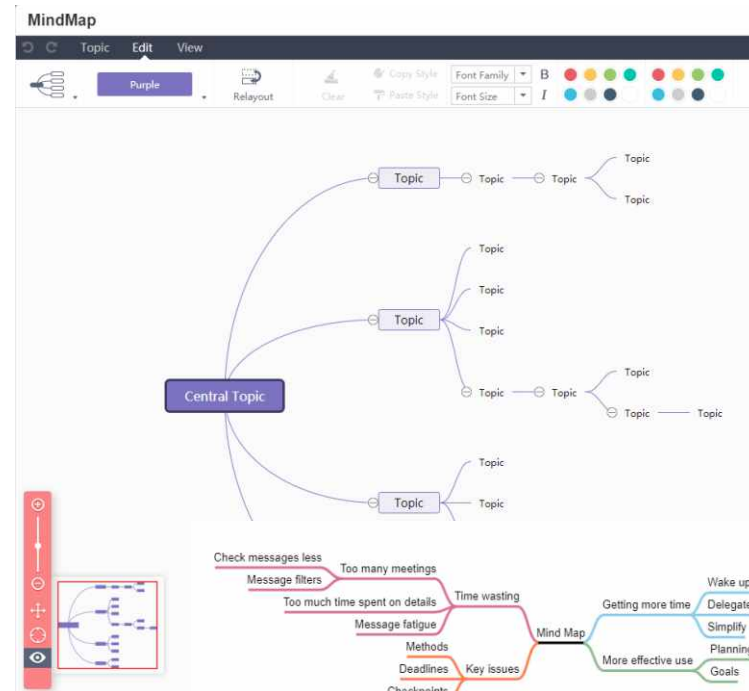 MindMap
Topic Edit View
Purple
Relayout
Clear
Copy Style
Paste Style
Font Family
Font Size
B
I
Topic
Topic Topic Topic
Topic
Topic
Topic
Topic Topic
Topic
Central Topic Topic Topic
Topic Topic
Topic
Topic Topic
Check messages less
Too many meetings
Message filters
Time wasting
Too much time spent on details
Message fatigue
Methods
Deadlines Key issues
Checkpoints
Mind Map
Getting more time
Wake up
Delegate
Simplify
More effective use
Planning
Goals